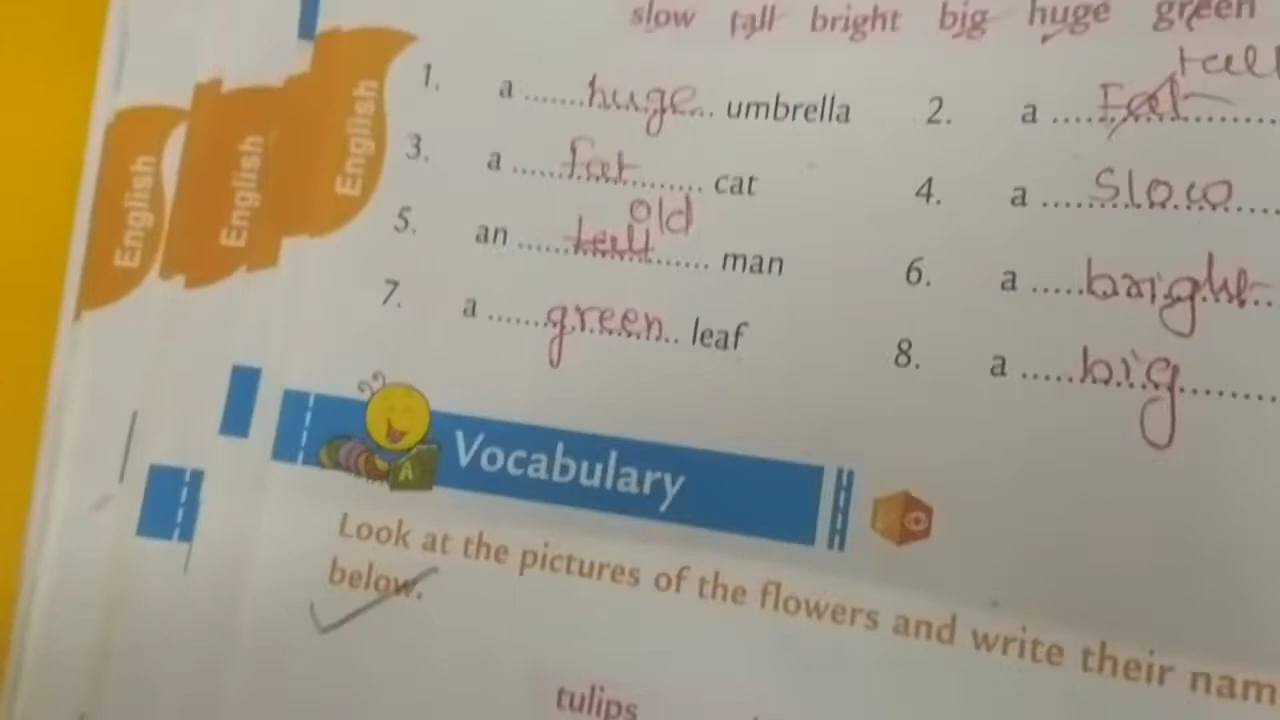 slow tall bright big huge green
tall
1. a ......huge.. umbrella 2. a ....Fat..........
3. a .....fat........ cat 4. a ....Slow.....
old
5. an .....tall....... man 6. a .....bright..
7. a ......green.. leaf 8. a .....big..........
English
English
English
A
Vocabulary
Look at the pictures of the flowers and write their nam
below.
tulips